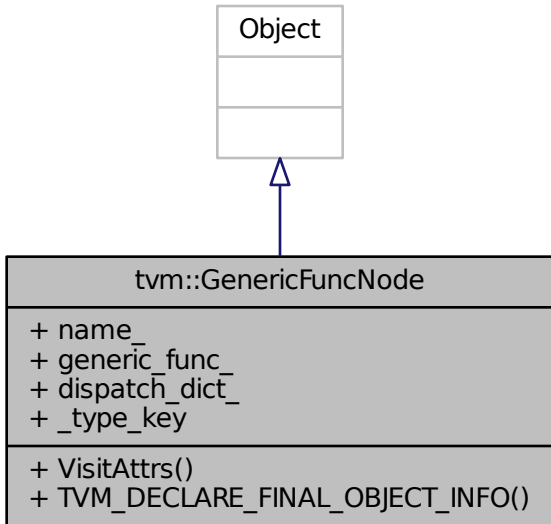 Object
tvm::GenericFuncNode
+ name_
+ generic_func_
+ dispatch_dict_
+ _type_key
+ VisitAttrs()
+ TVM_DECLARE_FINAL_OBJECT_INFO()